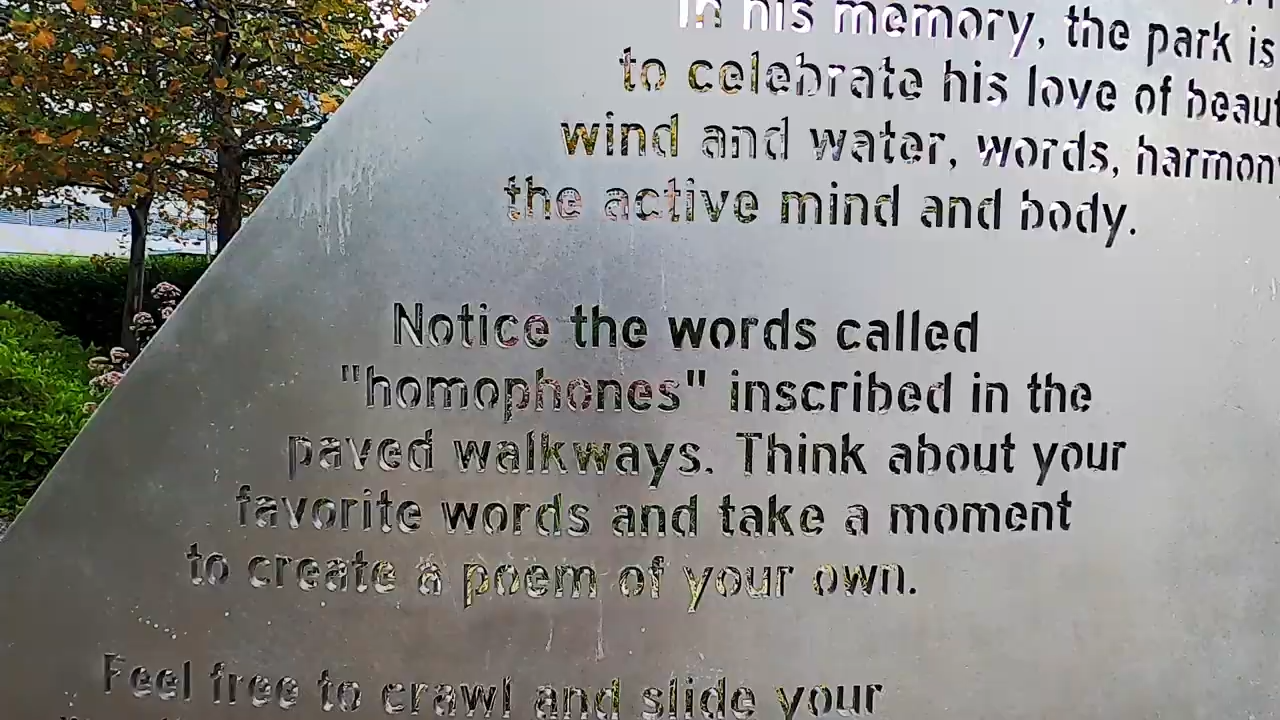 In his memory, the park is
to celebrate his love of
wind and water, words,
the active mind and body.
Notice the words called
"homophones" inscribed in the
paved walkways. Think about your
favorite words and take a moment
to create a poem of your own.
Feel free to crawl and slide your